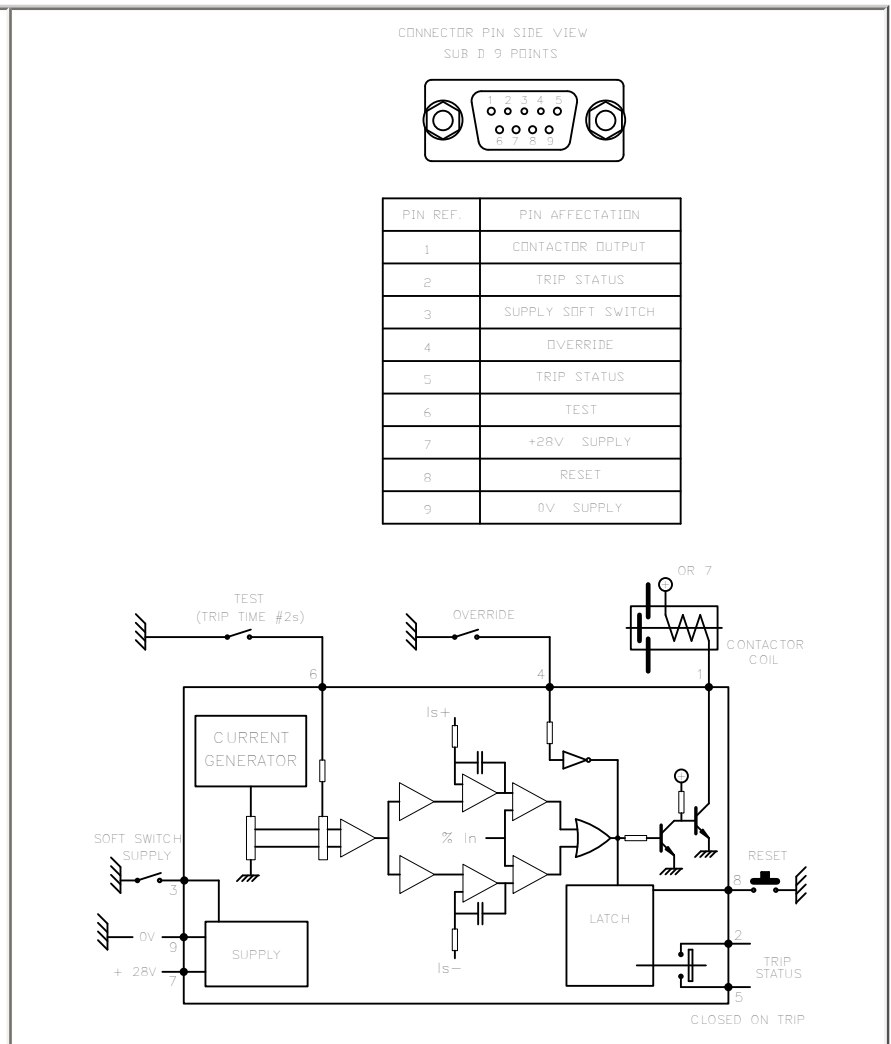 CONNECTOR PIN SIDE VIEW
SUB D 9 POINTS
1 2 3 4 5
6 7 8 9
PIN REF. PIN AFFECTATION
1 CONTACTOR OUTPUT
2 TRIP STATUS
3 SUPPLY SOFT SWITCH
4 OVERRIDE
5 TRIP STATUS
6 TEST
7 +28V SUPPLY
8 RESET
9 0V SUPPLY
OR 7
TEST
(TRIP TIME #2s)
OVERRIDE
CONTACTOR
COIL
6
4
1
Is+
CURRENT
GENERATOR
% In
SOFT SWITCH
SUPPLY
3
RESET
8
LATCH
0V
9
SUPPLY
+ 28V
7
Is-
2
TRIP
STATUS
5
CLOSED ON TRIP